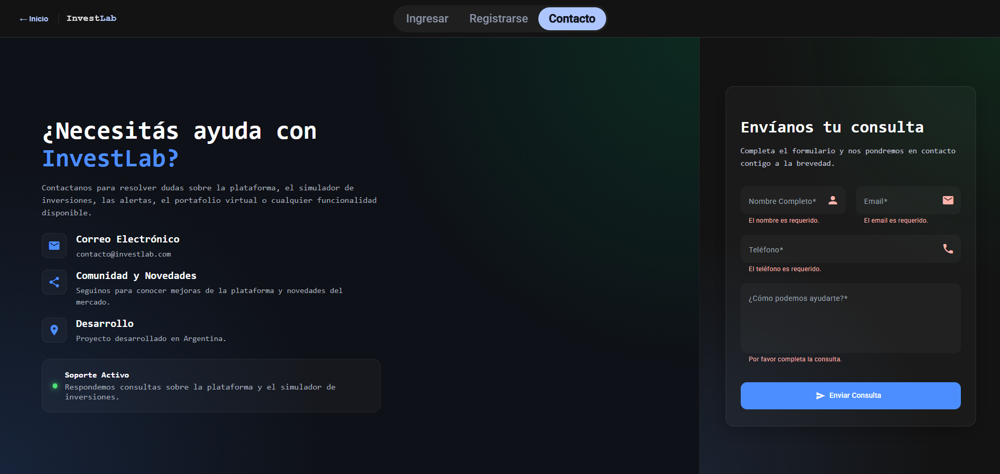 ← Inicio
InvestLab
Ingresar
Registrarse
Contacto
¿Necesitás ayuda con
InvestLab?
Contactanos para resolver dudas sobre la plataforma, el simulador de
inversiones, las alertas, el portafolio virtual o cualquier funcionalidad
disponible.
Correo Electrónico
contacto@investlab.com
Comunidad y Novedades
Seguinos para conocer mejoras de la plataforma y novedades del
mercado.
Desarrollo
Proyecto desarrollado en Argentina.
Soporte Activo
Respondemos consultas sobre la plataforma y el simulador de
inversiones.
Envíanos tu consulta
Completa el formulario y nos pondremos en contacto
contigo a la brevedad.
Nombre Completo*
El nombre es requerido.
Email*
El email es requerido.
Teléfono*
El teléfono es requerido.
¿Cómo podemos ayudarte?*
Por favor completa la consulta.
Enviar Consulta